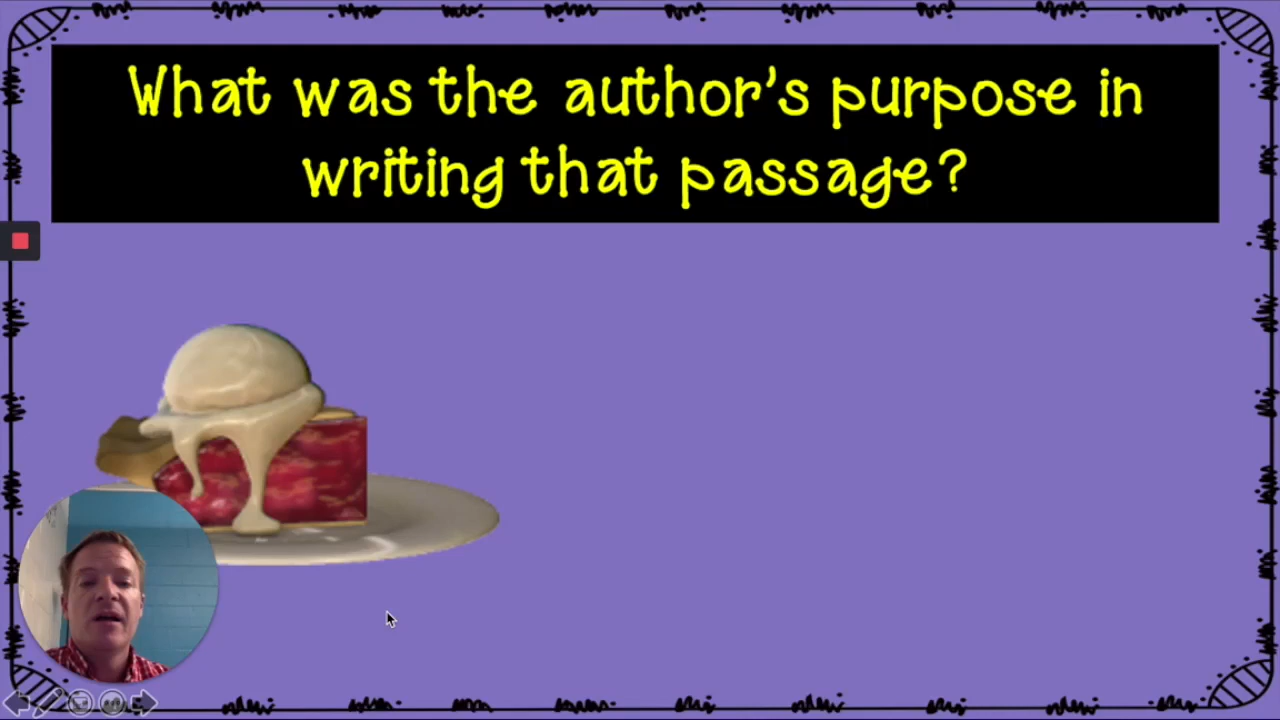 What was the author's purpose in
writing that passage?